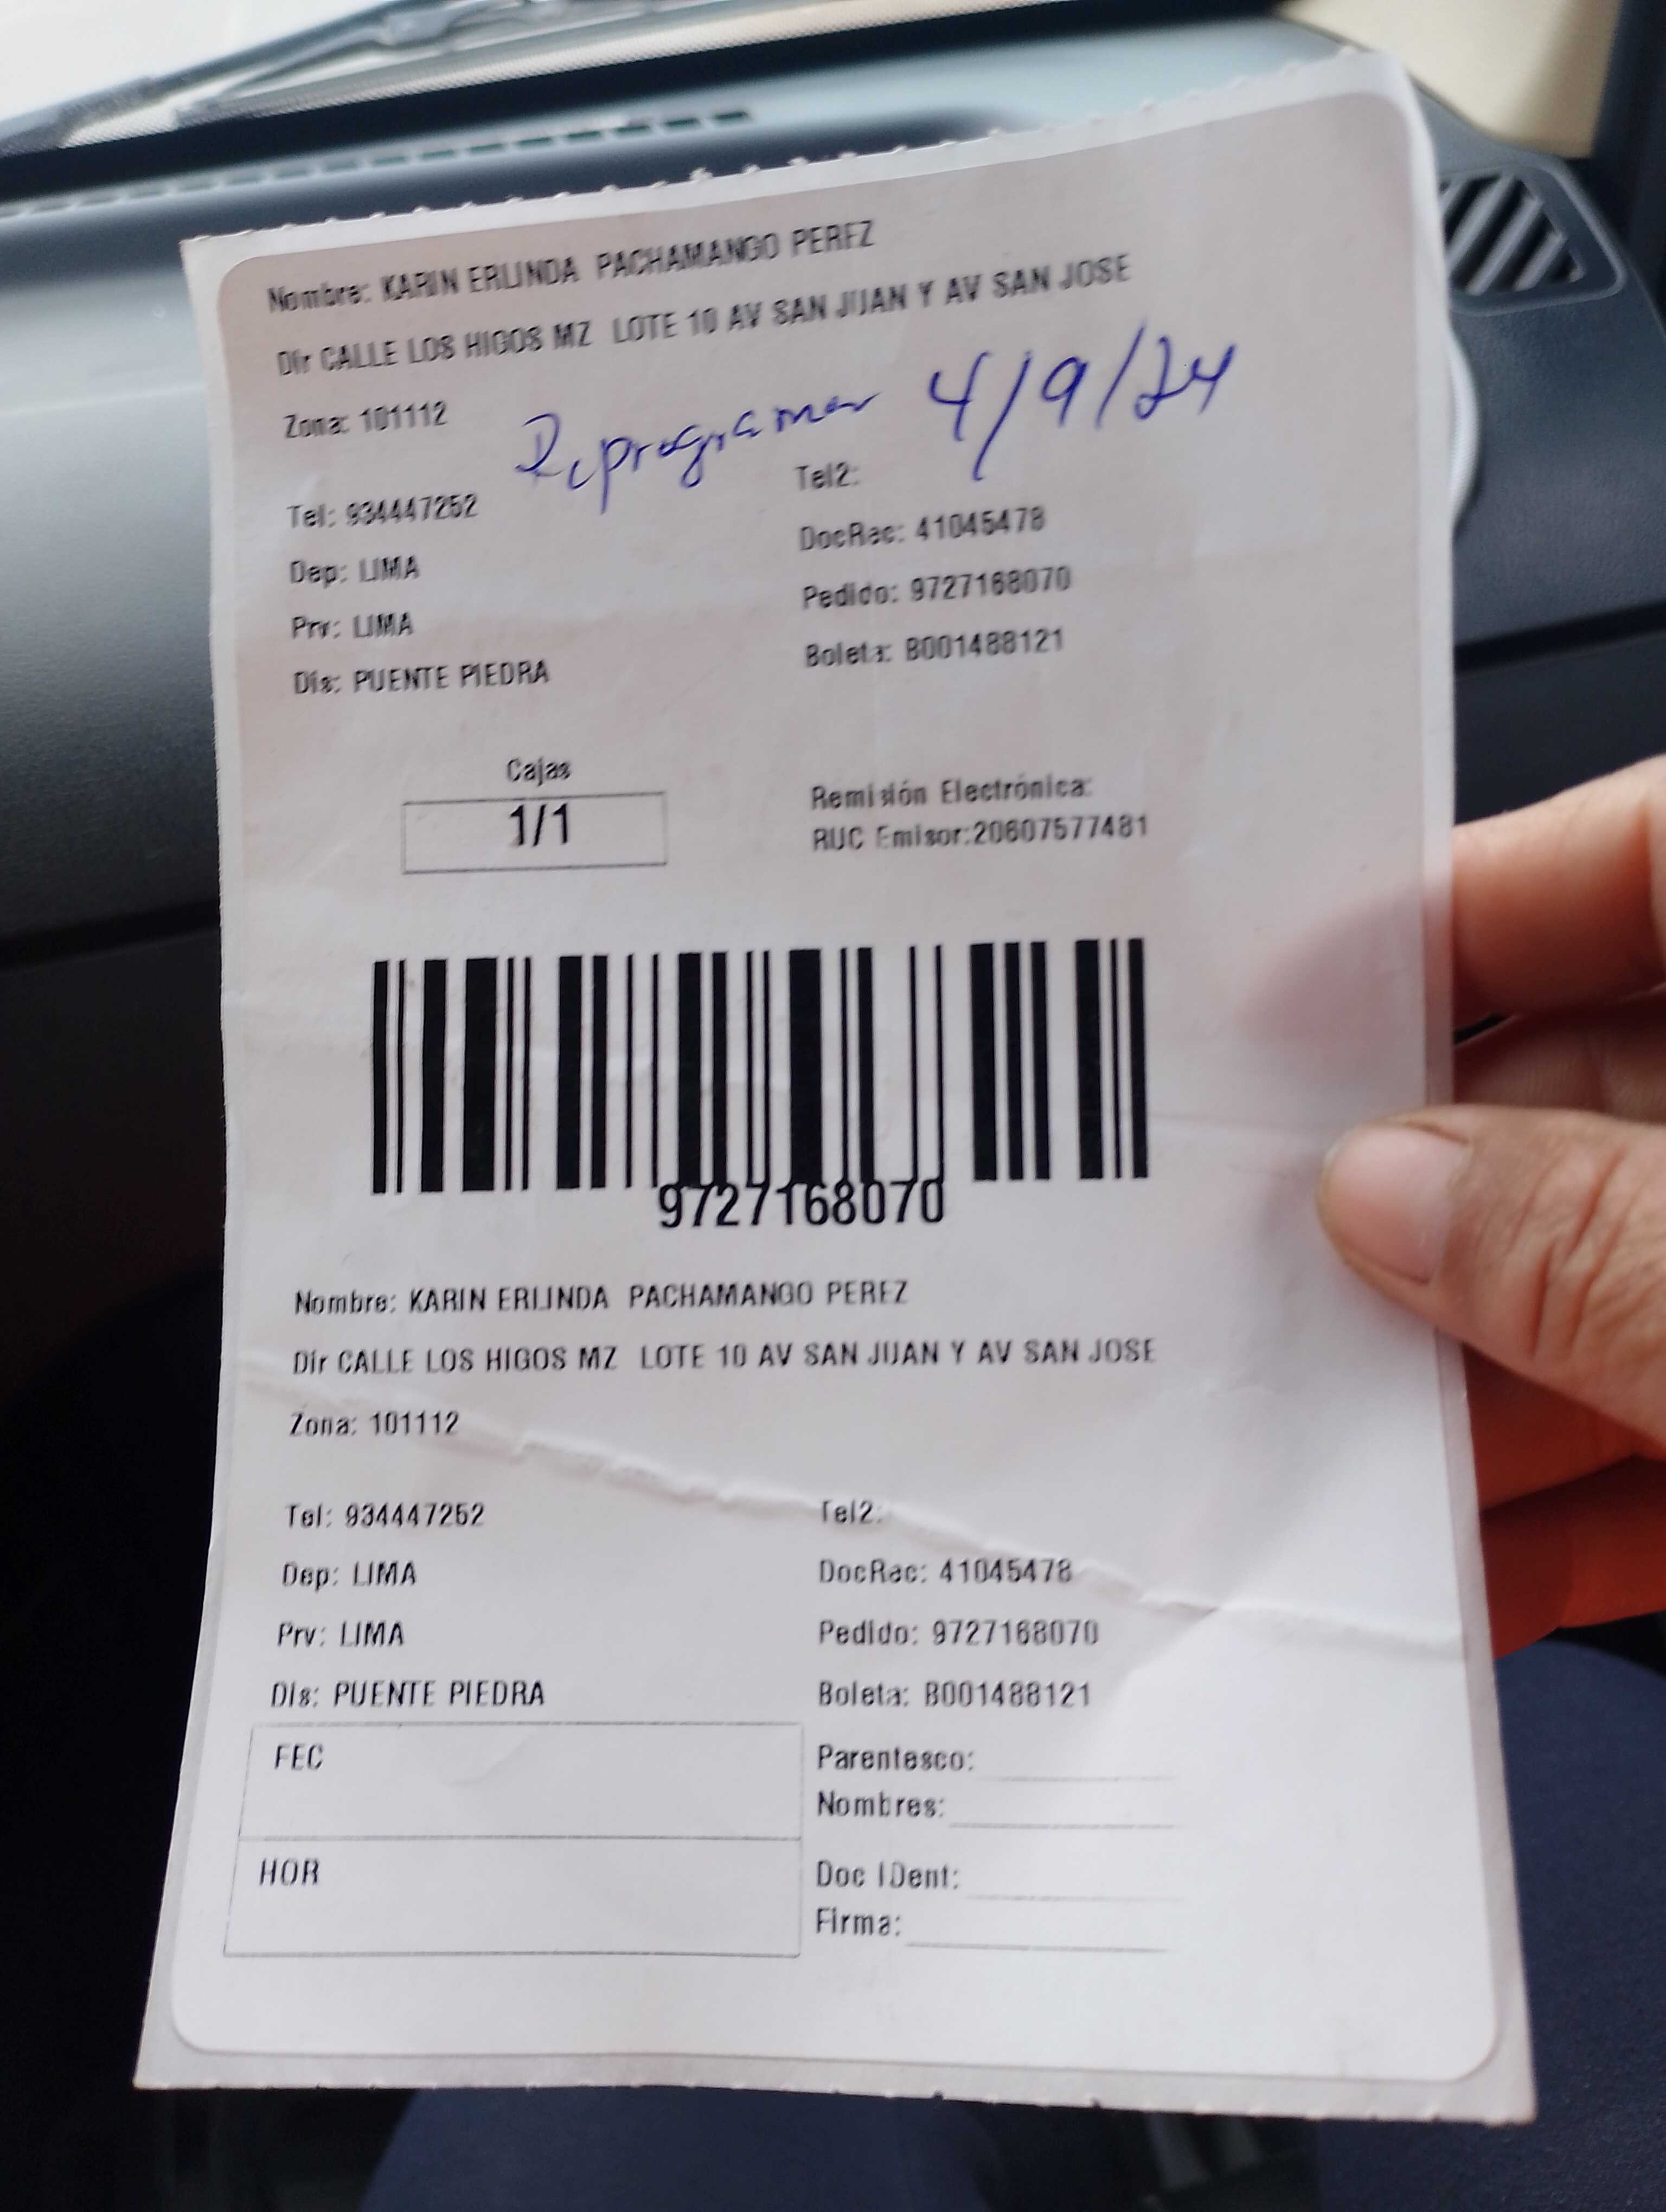 Nombre: KARIN ERLINDA PACHAMANGO PEREZ
Dir CALLE LOS HIGOS MZ LOTE 10 AV SAN JUAN Y AV SAN JOSE
Zona: 101112
Reprogramar 4/9/24
Tel: 934447252 Tel2:
Dep: LIMA DocRac: 41045478
Prv: LIMA Pedido: 9727168070
Dis: PUENTE PIEDRA Boleta: B001488121
Cajas
1/1
Remisión Electrónica:
RUC Emisor:20607577481
9727168070
Nombre: KARIN ERLINDA PACHAMANGO PEREZ
Dir CALLE LOS HIGOS MZ LOTE 10 AV SAN JUAN Y AV SAN JOSE
Zona: 101112
Tel: 934447252 Tel2:
Dep: LIMA DocRac: 41045478
Prv: LIMA Pedido: 9727168070
Dis: PUENTE PIEDRA Boleta: B001488121
FEC
HOR
Parentesco:
Nombres:
Doc IDent:
Firma: